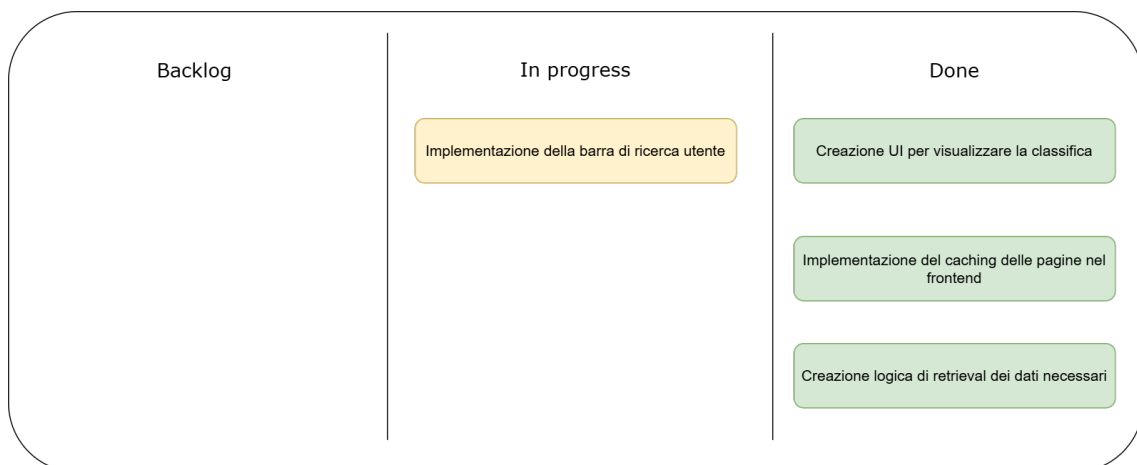 Backlog
In progress
Done
Implementazione della barra di ricerca utente
Creazione UI per visualizzare la classifica
Implementazione del caching delle pagine nel
frontend
Creazione logica di retrieval dei dati necessari